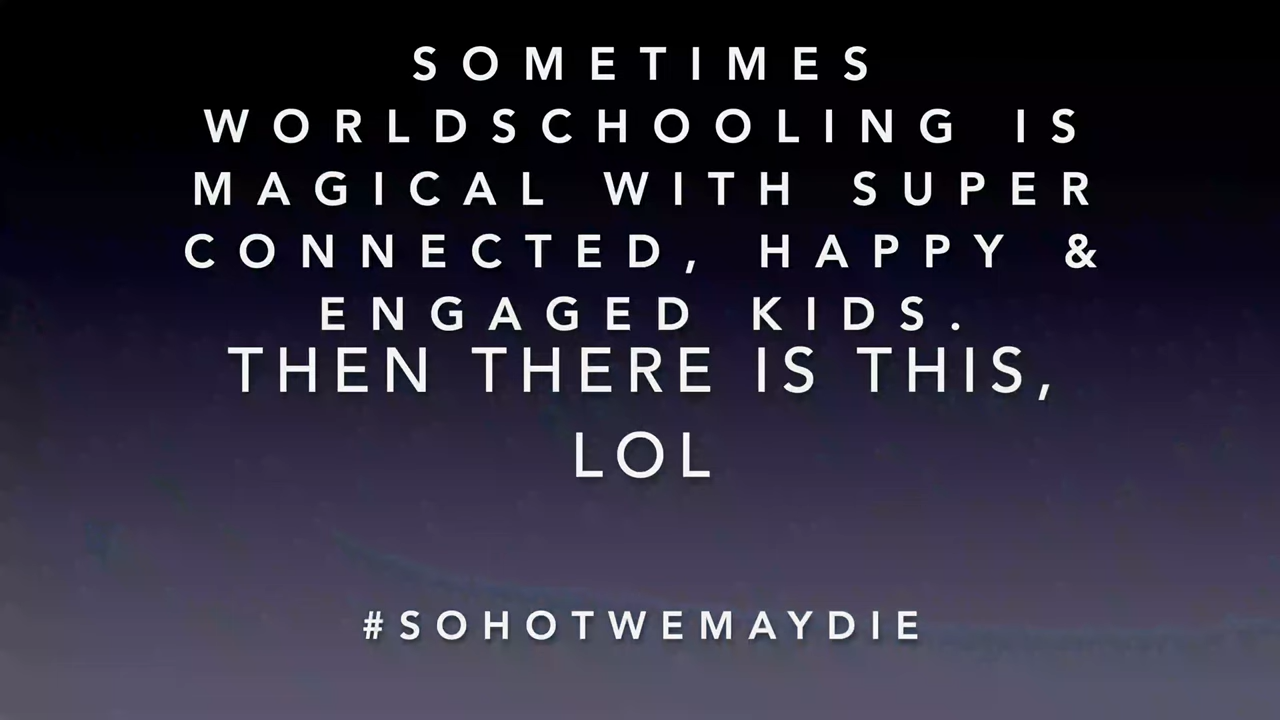 SOMETIMES
WORLDSCHOOLING IS
MAGICAL WITH SUPER
CONNECTED, HAPPY &
ENGAGED KIDS.
THEN THERE IS THIS,
LOL
#SOHOTWEMAYDIE